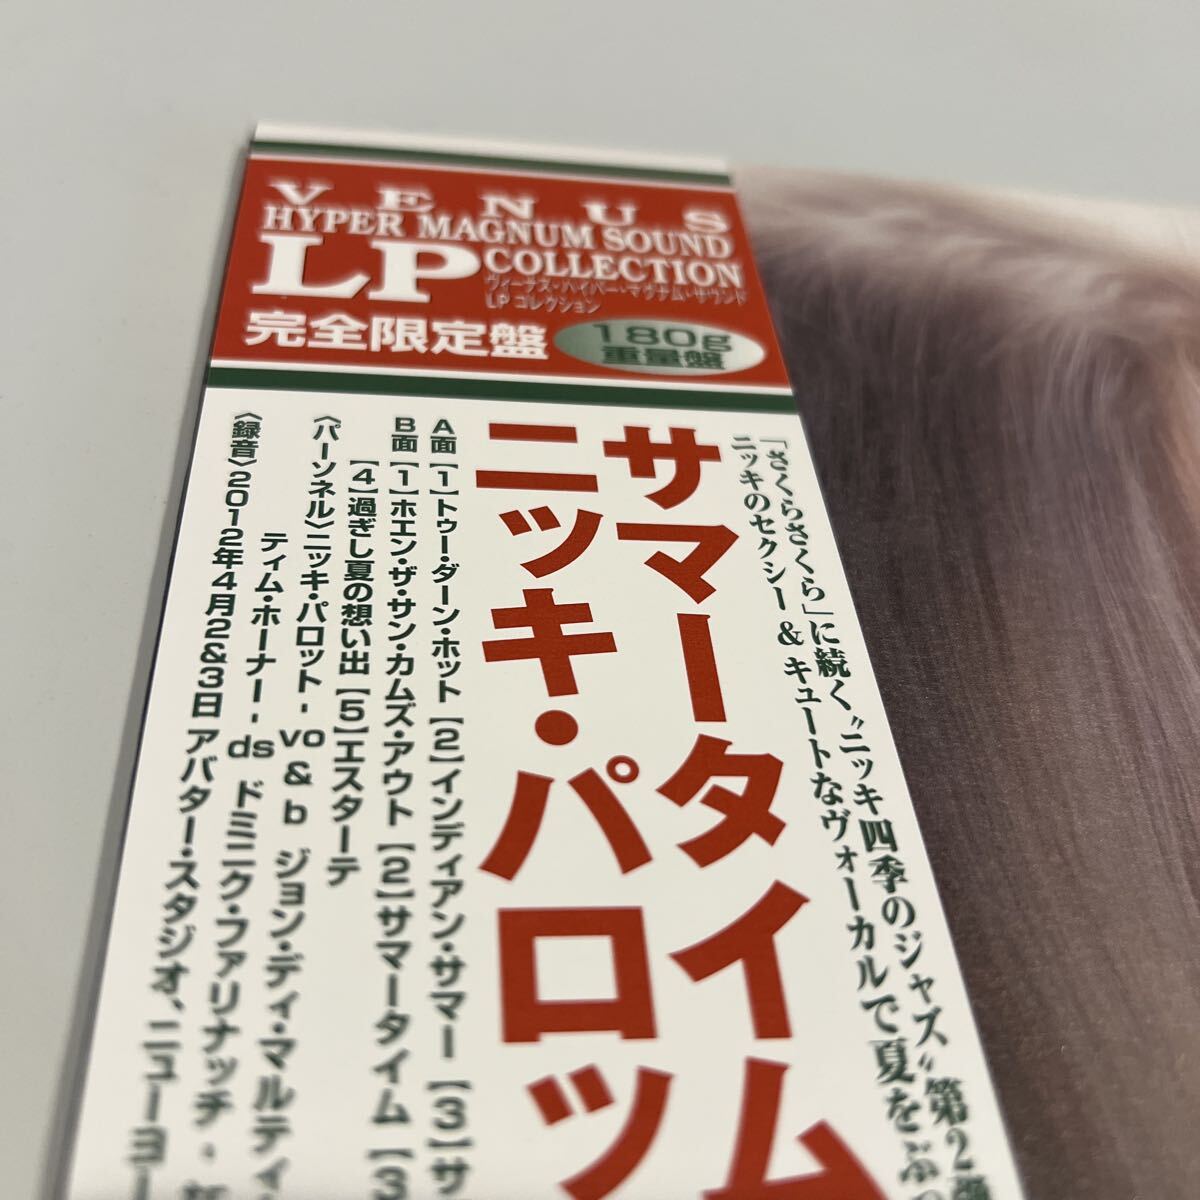 VENUS
HYPER MAGNUM SOUND
LP COLLECTION
ヴィーナス・ハイパー・マグナム・サウンド
LPコレクション
完全限定盤
180g
重量盤
「さくらさくら」に続く〝ニッキ四季のジャズ〟第2弾
ニッキのセクシー&キュートなヴォーカルで夏をぶ
サマータイム
ニッキ・パロッ
A面【1】トゥー・ダーン・ホット【2】インディアン・サマー【3】サ
B面【1】ホエン・ザ・サン・カムズ・アウト【2】サマータイム【3
【4】過ぎし夏の想い出【5】エスターテ
〈パーソネル〉ニッキ・パロット- vo & b ジョン・ディ・マルティ
ティム・ホーナー- ds ドミニク・ファリナッチ-
〈録音〉2012年4月2&3日 アバター・スタジオ、ニューヨー